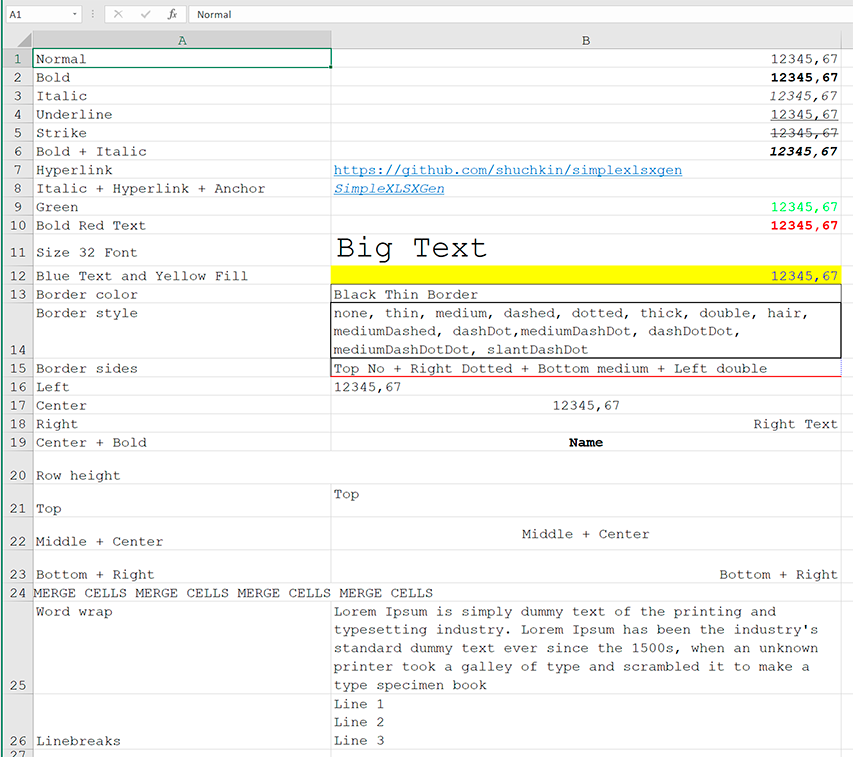 A1 fx Normal
A B
1 Normal 12345,67
2 Bold 12345,67
3 Italic 12345,67
4 Underline 12345,67
5 Strike 12345,67
6 Bold + Italic 12345,67
7 Hyperlink https://github.com/shuchkin/simplexlsxgen
8 Italic + Hyperlink + Anchor SimpleXLSXGen
9 Green 12345,67
10 Bold Red Text 12345,67
11 Size 32 Font Big Text
12 Blue Text and Yellow Fill 12345,67
13 Border color Black Thin Border
Border style none, thin, medium, dashed, dotted, thick, double, hair,
mediumDashed, dashDot,mediumDashDot, dashDotDot,
14 mediumDashDotDot, slantDashDot
15 Border sides Top No + Right Dotted + Bottom medium + Left double
16 Left 12345,67
17 Center 12345,67
18 Right Right Text
19 Center + Bold Name
20 Row height
Top
21 Top
Middle + Center
22 Middle + Center
23 Bottom + Right Bottom + Right
24 MERGE CELLS MERGE CELLS MERGE CELLS MERGE CELLS
Word wrap Lorem Ipsum is simply dummy text of the printing and
typesetting industry. Lorem Ipsum has been the industry's
standard dummy text ever since the 1500s, when an unknown
printer took a galley of type and scrambled it to make a
25 type specimen book
Line 1
Line 2
26 Linebreaks Line 3
27